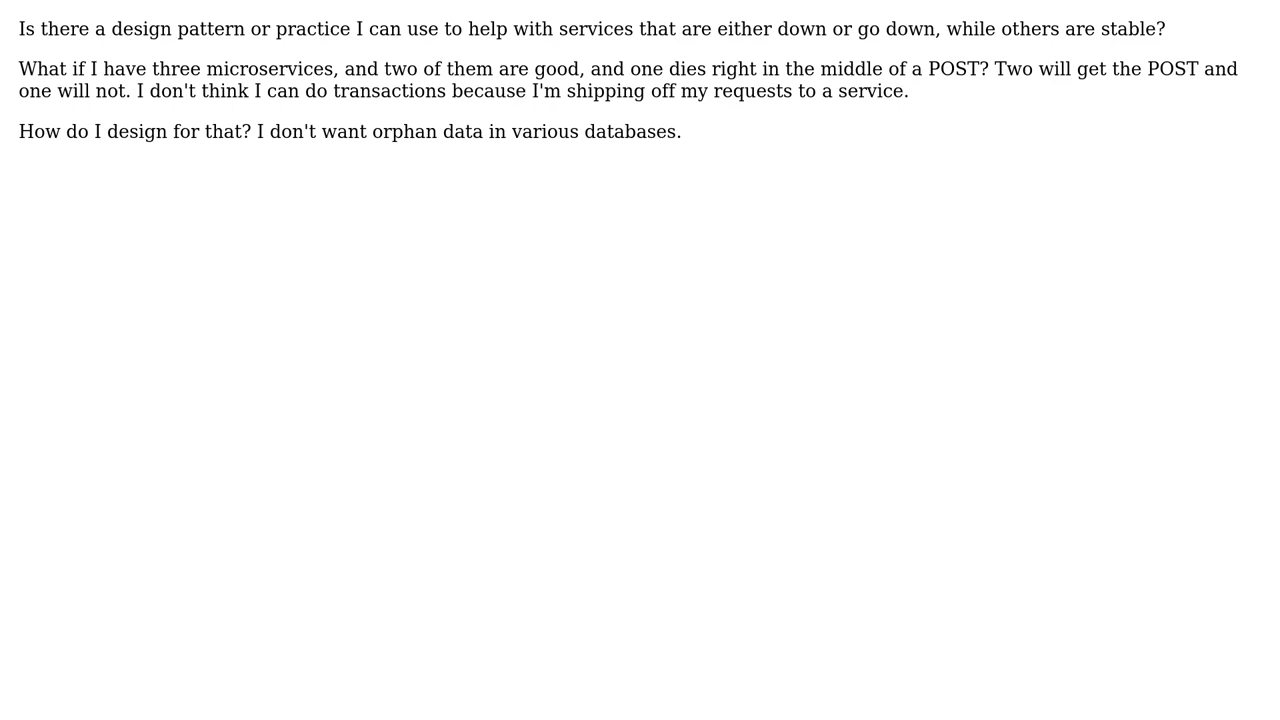 Is there a design pattern or practice I can use to help with services that are either down or go down, while others are stable?
What if I have three microservices, and two of them are good, and one dies right in the middle of a POST? Two will get the POST and
one will not. I don't think I can do transactions because I'm shipping off my requests to a service.
How do I design for that? I don't want orphan data in various databases.